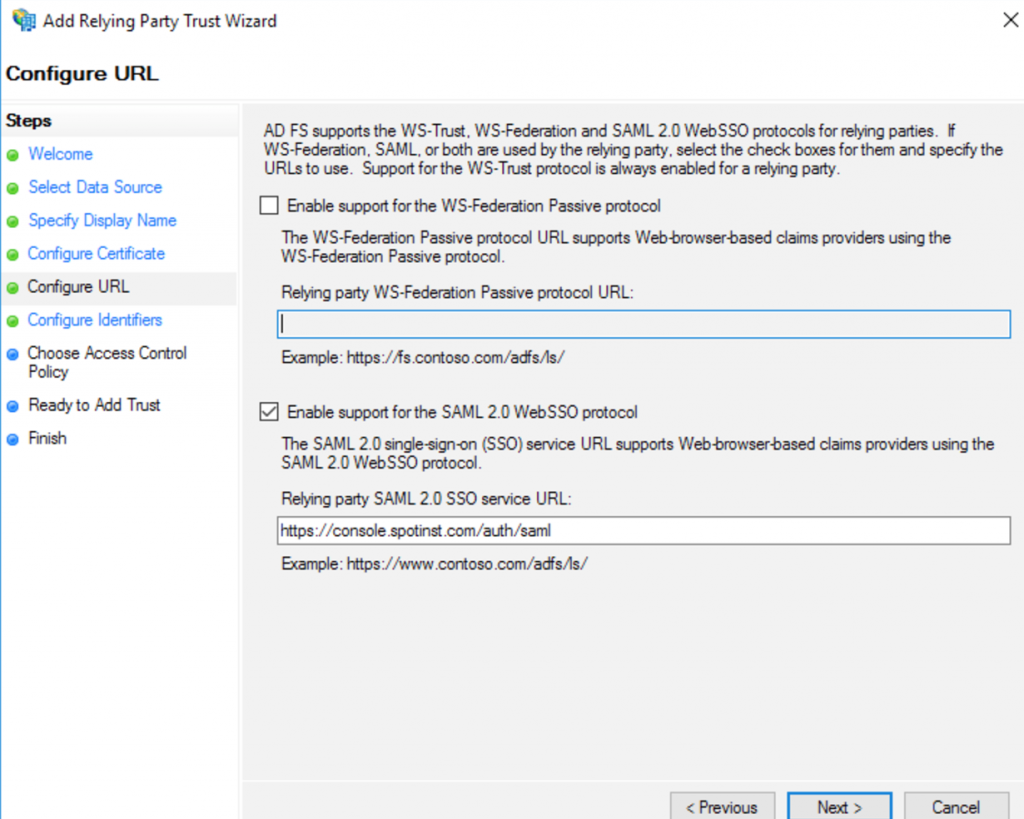 Add Relying Party Trust Wizard
Configure URL
Steps
Welcome
Select Data Source
Specify Display Name
Configure Certificate
Configure URL
Configure Identifiers
Choose Access Control
Policy
Ready to Add Trust
Finish
AD FS supports the WS-Trust, WS-Federation and SAML 2.0 WebSSO protocols for relying parties. If
WS-Federation, SAML, or both are used by the relying party, select the check boxes for them and specify the
URLs to use. Support for the WS-Trust protocol is always enabled for a relying party.
Enable support for the WS-Federation Passive protocol
The WS-Federation Passive protocol URL supports Web-browser-based claims providers using the
WS-Federation Passive protocol.
Relying party WS-Federation Passive protocol URL:
Example: https://fs.contoso.com/adfs/ls/
Enable support for the SAML 2.0 WebSSO protocol
The SAML 2.0 single-sign-on (SSO) service URL supports Web-browser-based claims providers using the
SAML 2.0 WebSSO protocol.
Relying party SAML 2.0 SSO service URL:
https://console.spotinst.com/auth/saml
Example: https://www.contoso.com/adfs/ls/
< Previous
Next >
Cancel